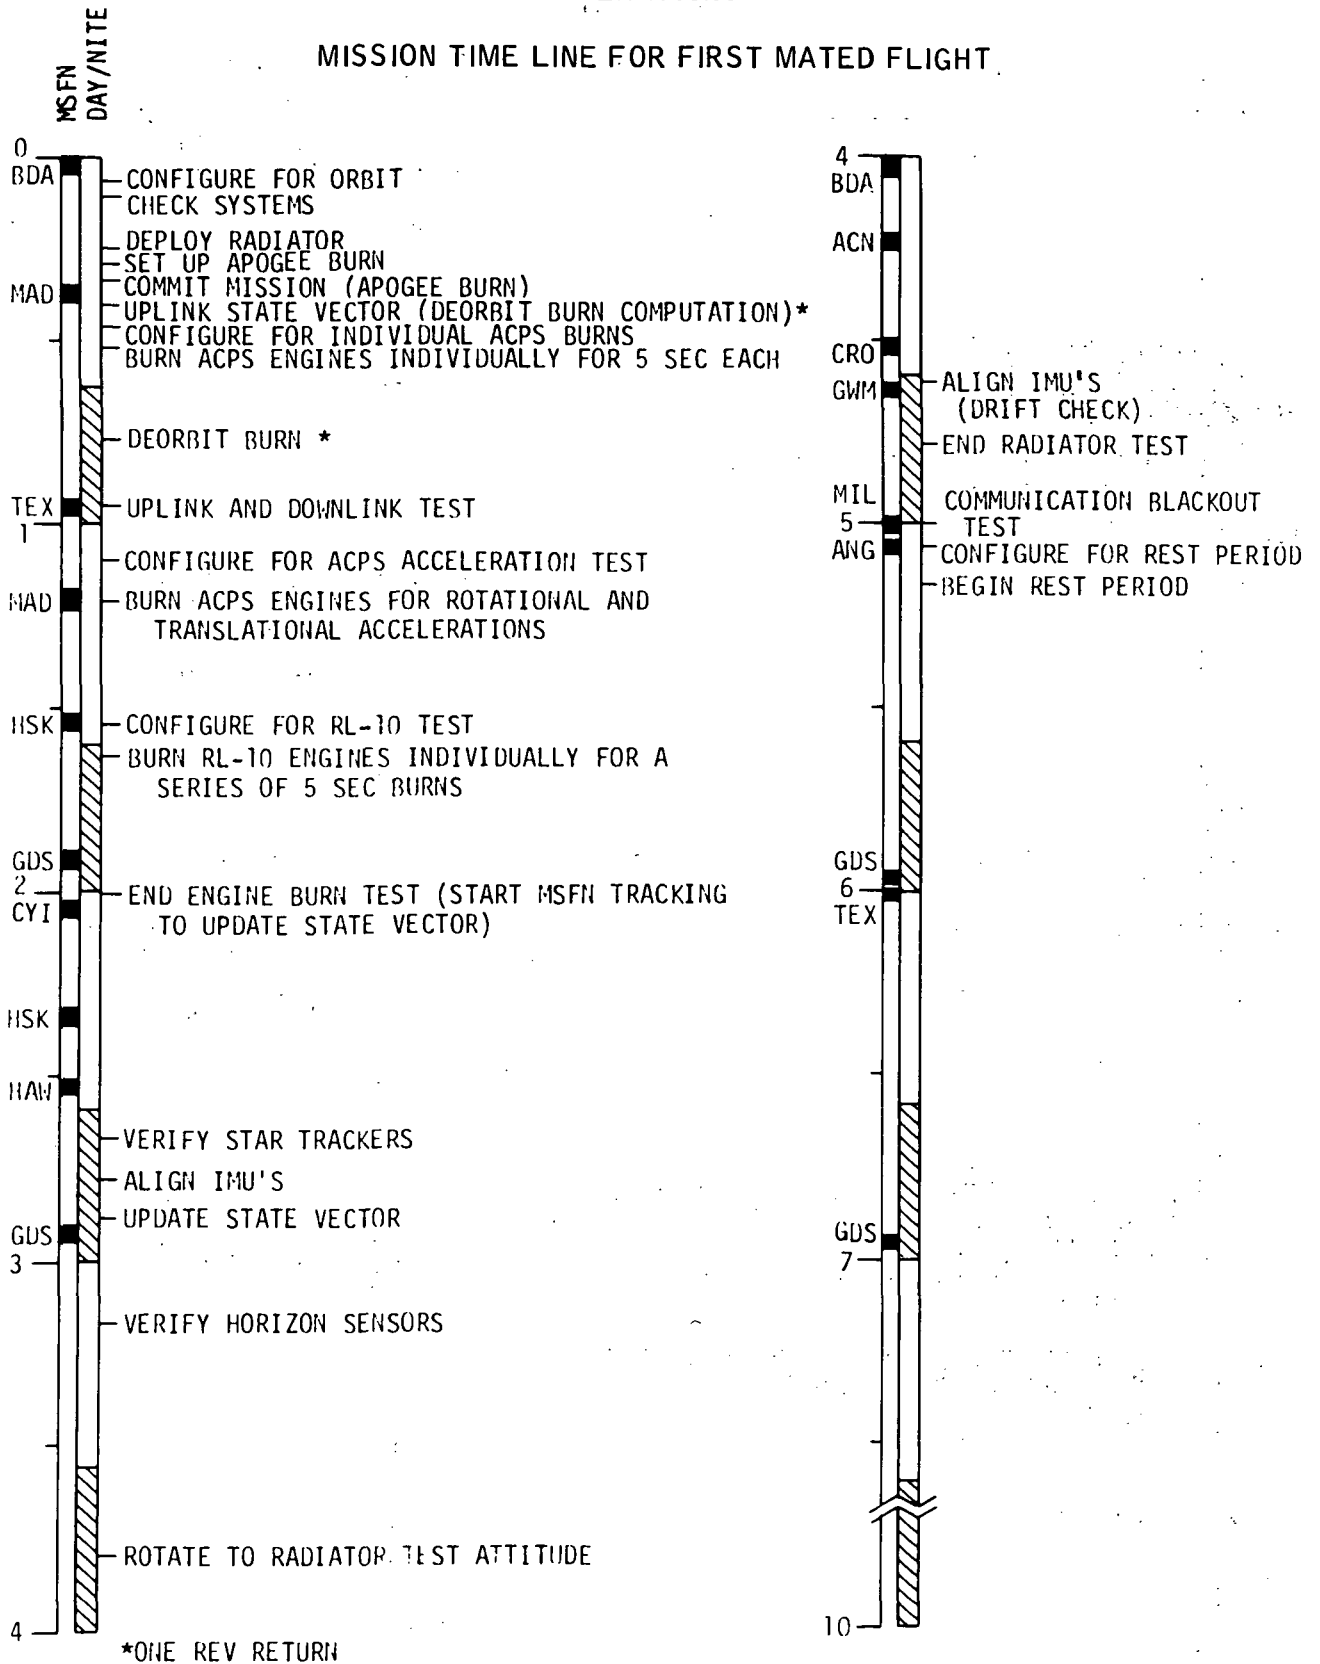 MISSION TIME LINE FOR FIRST MATED FLIGHT
MSFN
DAY/NITE
0
BDA
CONFIGURE FOR ORBIT
CHECK SYSTEMS
DEPLOY RADIATOR
SET UP APOGEE BURN
MAD
COMMIT MISSION (APOGEE BURN)
UPLINK STATE VECTOR (DEORBIT BURN COMPUTATION)*
CONFIGURE FOR INDIVIDUAL ACPS BURNS
BURN ACPS ENGINES INDIVIDUALLY FOR 5 SEC EACH
DEORBIT BURN *
TEX
UPLINK AND DOWNLINK TEST
1
CONFIGURE FOR ACPS ACCELERATION TEST
MAD
BURN ACPS ENGINES FOR ROTATIONAL AND
TRANSLATIONAL ACCELERATIONS
HSK
CONFIGURE FOR RL-10 TEST
BURN RL-10 ENGINES INDIVIDUALLY FOR A
SERIES OF 5 SEC BURNS
GDS
2
END ENGINE BURN TEST (START MSFN TRACKING
TO UPDATE STATE VECTOR)
CYI
HSK
HAW
VERIFY STAR TRACKERS
ALIGN IMU'S
UPDATE STATE VECTOR
GDS
3
VERIFY HORIZON SENSORS
ROTATE TO RADIATOR TEST ATTITUDE
4
*ONE REV RETURN
4
BDA
ACN
CRO
GWM
ALIGN IMU'S
(DRIFT CHECK)
END RADIATOR TEST
MIL
COMMUNICATION BLACKOUT
TEST
5
ANG
CONFIGURE FOR REST PERIOD
BEGIN REST PERIOD
GDS
6
TEX
GDS
7
10